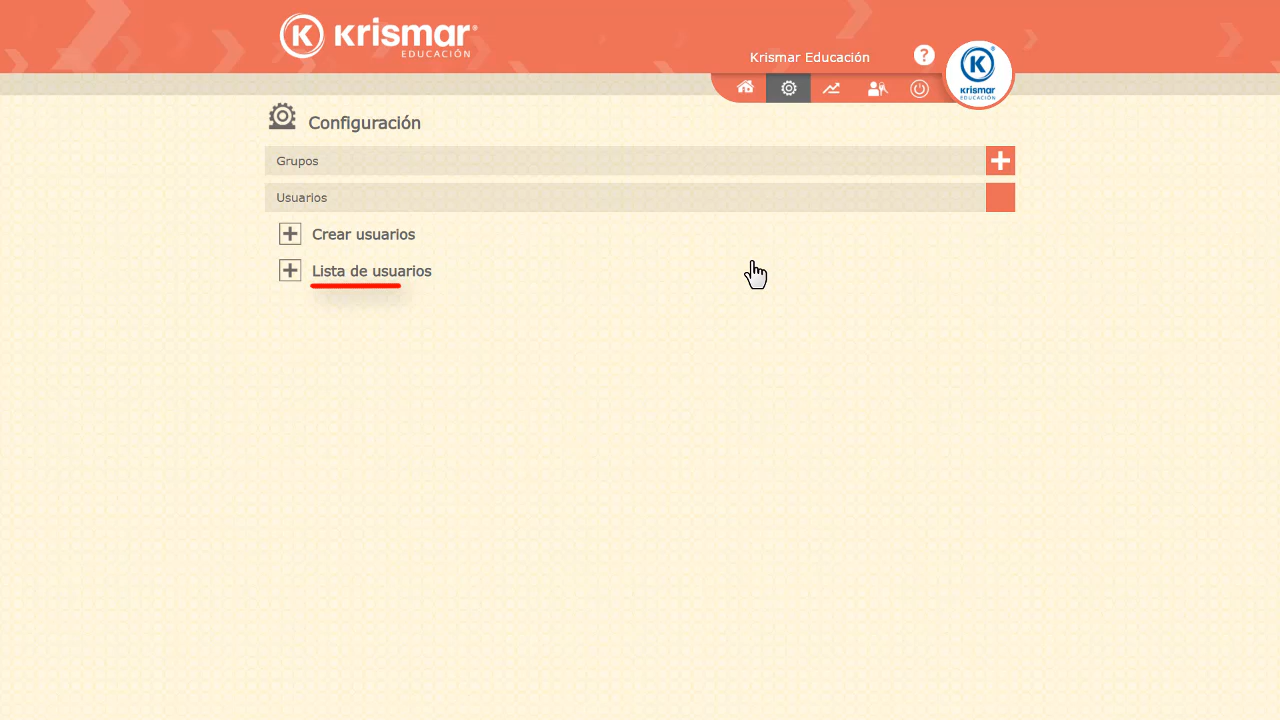 Krismar
EDUCACIÓN
Krismar Educación
?
Krismar
EDUCACIÓN
Configuración
Grupos
Usuarios
Crear usuarios
Lista de usuarios